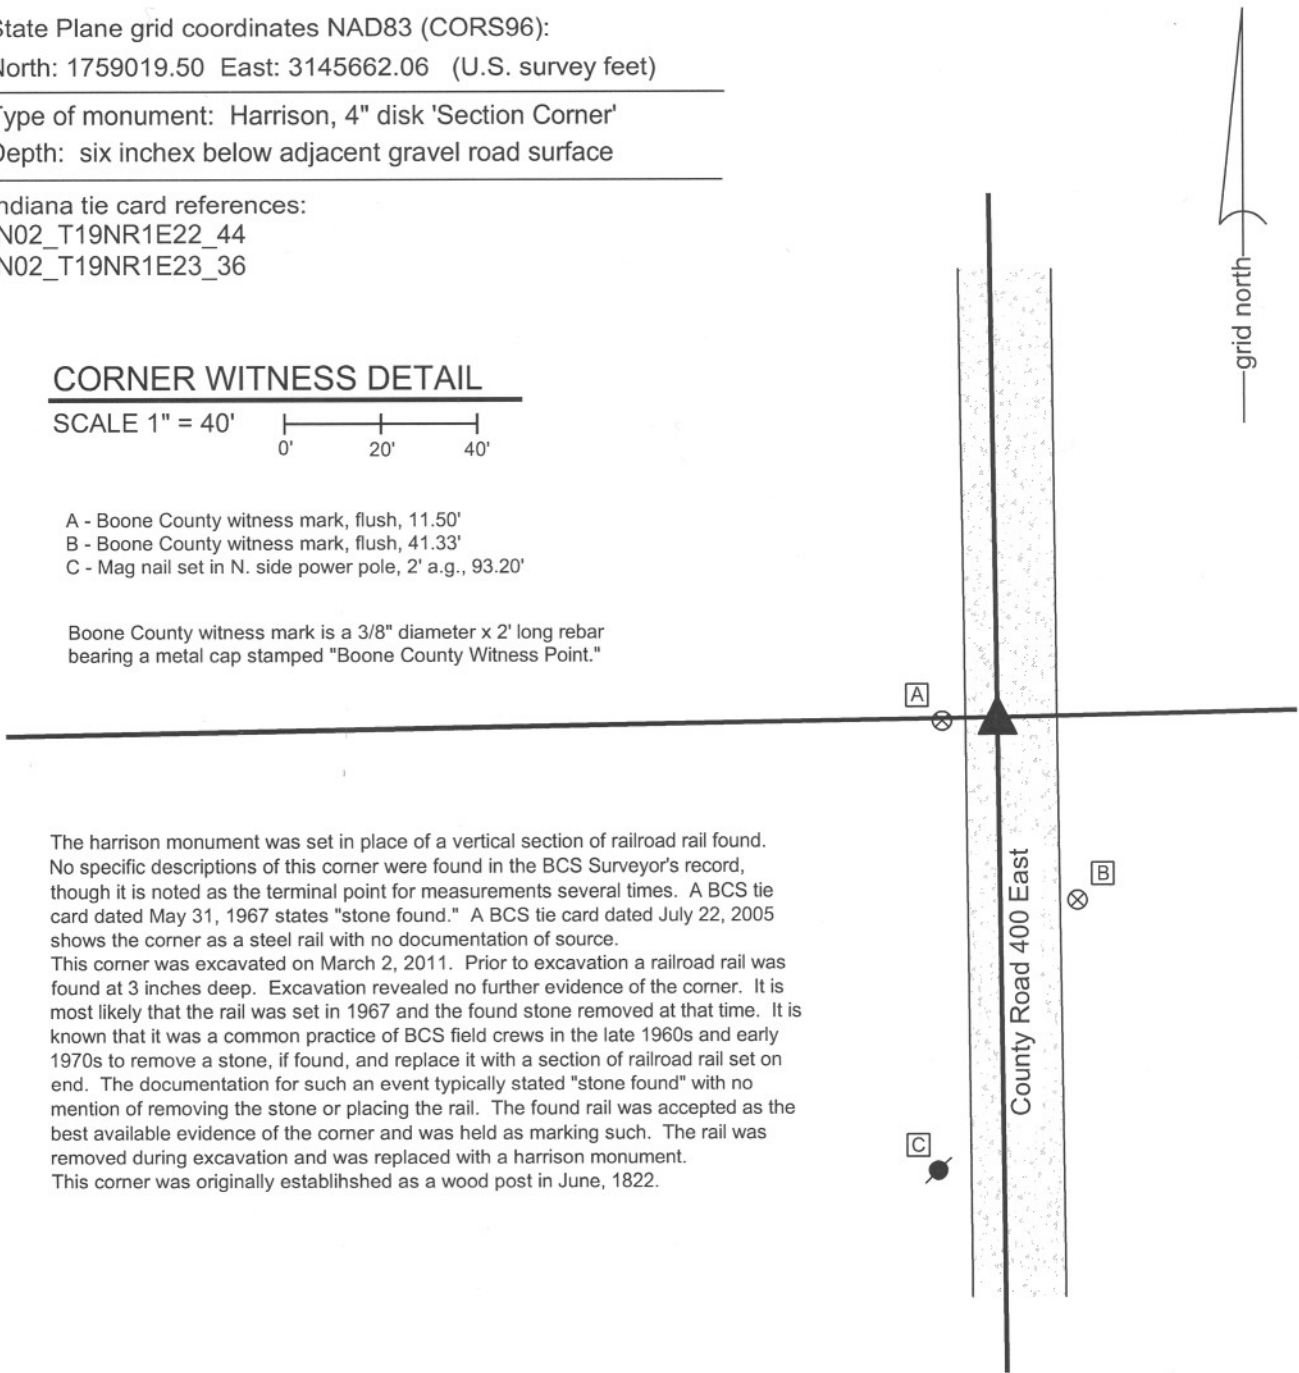 State Plane grid coordinates NAD83 (CORS96):
North: 1759019.50 East: 3145662.06 (U.S. survey feet)
Type of monument: Harrison, 4" disk 'Section Corner'
Depth: six inchex below adjacent gravel road surface
Indiana tie card references:
IN02_T19NR1E22_44
IN02_T19NR1E23_36
grid north
CORNER WITNESS DETAIL
SCALE 1" = 40'
0' 20' 40'
A - Boone County witness mark, flush, 11.50'
B - Boone County witness mark, flush, 41.33'
C - Mag nail set in N. side power pole, 2' a.g., 93.20'
Boone County witness mark is a 3/8" diameter x 2' long rebar
bearing a metal cap stamped "Boone County Witness Point."
A
The harrison monument was set in place of a vertical section of railroad rail found.
No specific descriptions of this corner were found in the BCS Surveyor's record,
though it is noted as the terminal point for measurements several times. A BCS tie
card dated May 31, 1967 states "stone found." A BCS tie card dated July 22, 2005
shows the corner as a steel rail with no documentation of source.
This corner was excavated on March 2, 2011. Prior to excavation a railroad rail was
found at 3 inches deep. Excavation revealed no further evidence of the corner. It is
most likely that the rail was set in 1967 and the found stone removed at that time. It is
known that it was a common practice of BCS field crews in the late 1960s and early
1970s to remove a stone, if found, and replace it with a section of railroad rail set on
end. The documentation for such an event typically stated "stone found" with no
mention of removing the stone or placing the rail. The found rail was accepted as the
best available evidence of the corner and was held as marking such. The rail was
removed during excavation and was replaced with a harrison monument.
This corner was originally establihshed as a wood post in June, 1822.
B
County Road 400 East
C